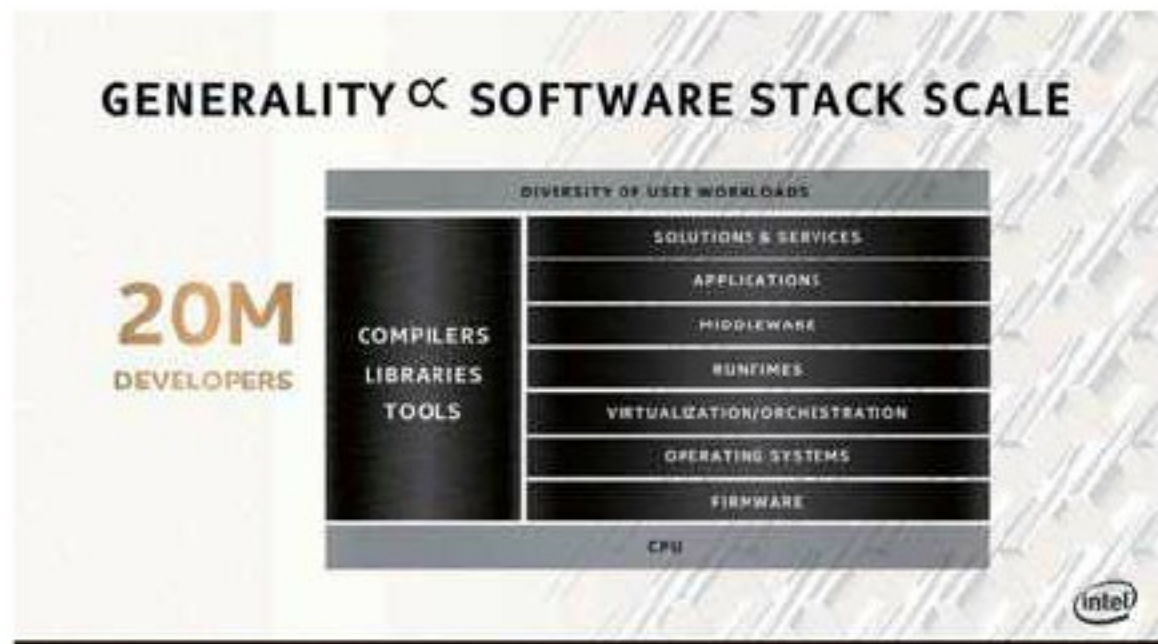 GENERALITY ∝ SOFTWARE STACK SCALE
DIVERSITY OF USER WORKLOADS
20M
DEVELOPERS
COMPILERS
LIBRARIES
TOOLS
SOLUTIONS & SERVICES
APPLICATIONS
MIDDLEWARE
RUNTIMES
VIRTUALIZATION/ORCHESTRATION
OPERATING SYSTEMS
FIRMWARE
CPU
intel